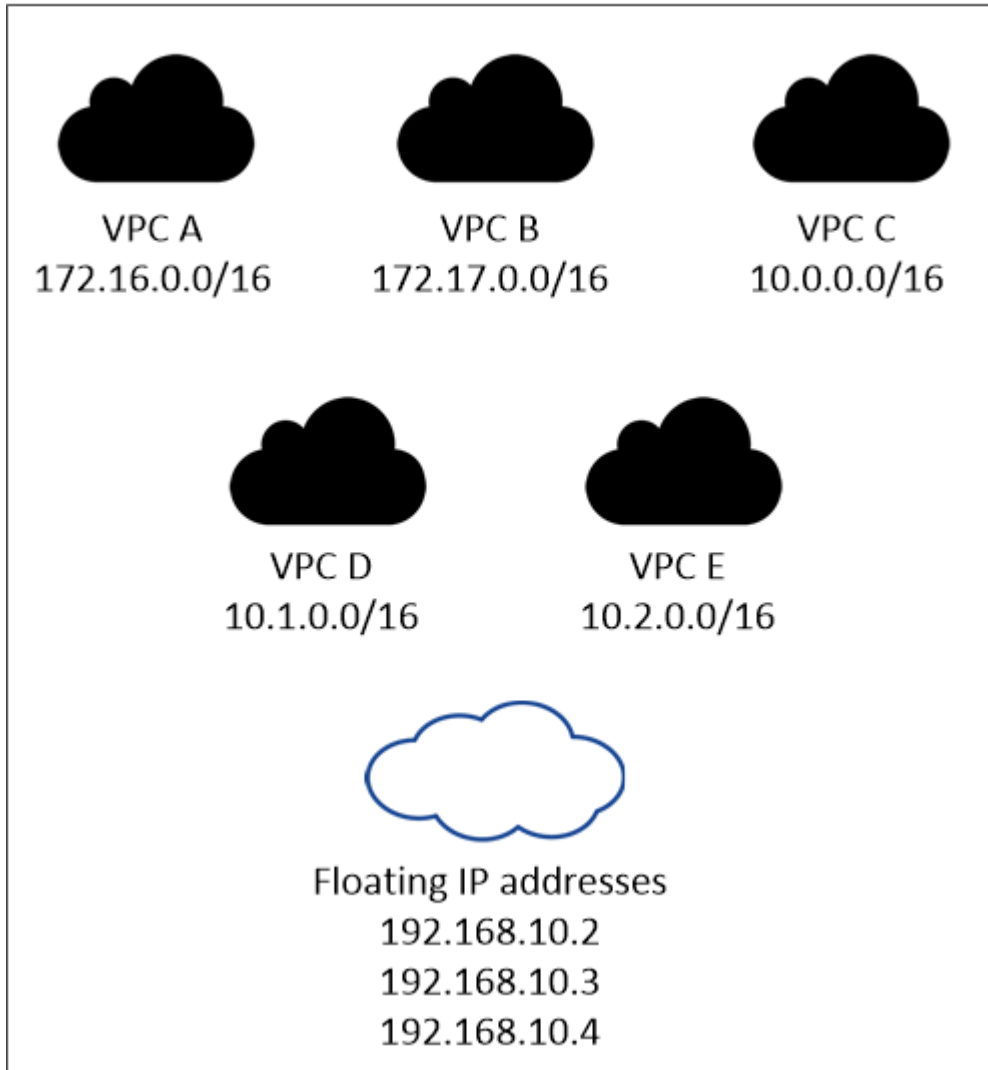 VPC A
172.16.0.0/16
VPC B
172.17.0.0/16
VPC C
10.0.0.0/16
VPC D
10.1.0.0/16
VPC E
10.2.0.0/16
Floating IP addresses
192.168.10.2
192.168.10.3
192.168.10.4